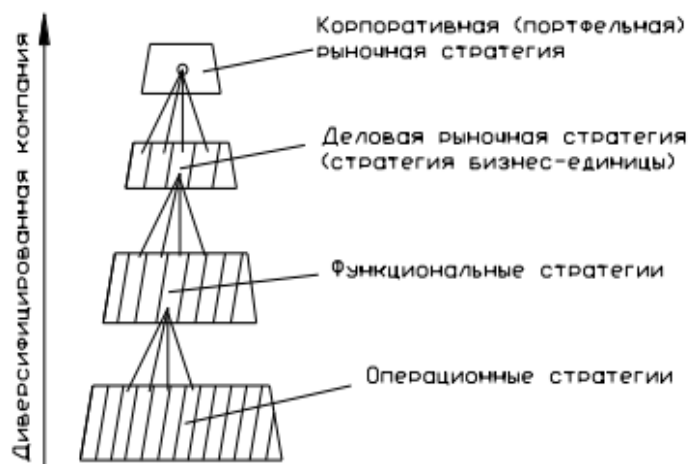 Диверсифицированная компания
Корпоративная (портфельная)
рыночная стратегия
Деловая рыночная стратегия
(стратегия бизнес-единицы)
Функциональные стратегии
Операционные стратегии